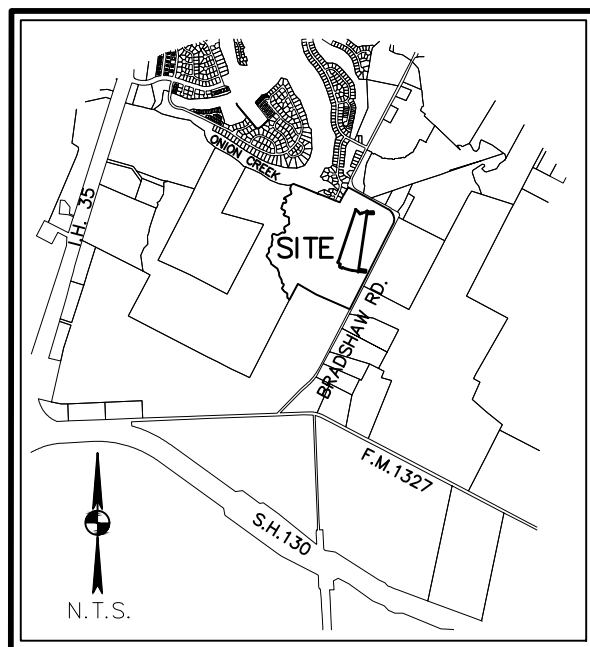 ONION CREEK
I.H. 35
SITE
BRADSHAW RD.
F.M.1327
S.H.130
N.T.S.